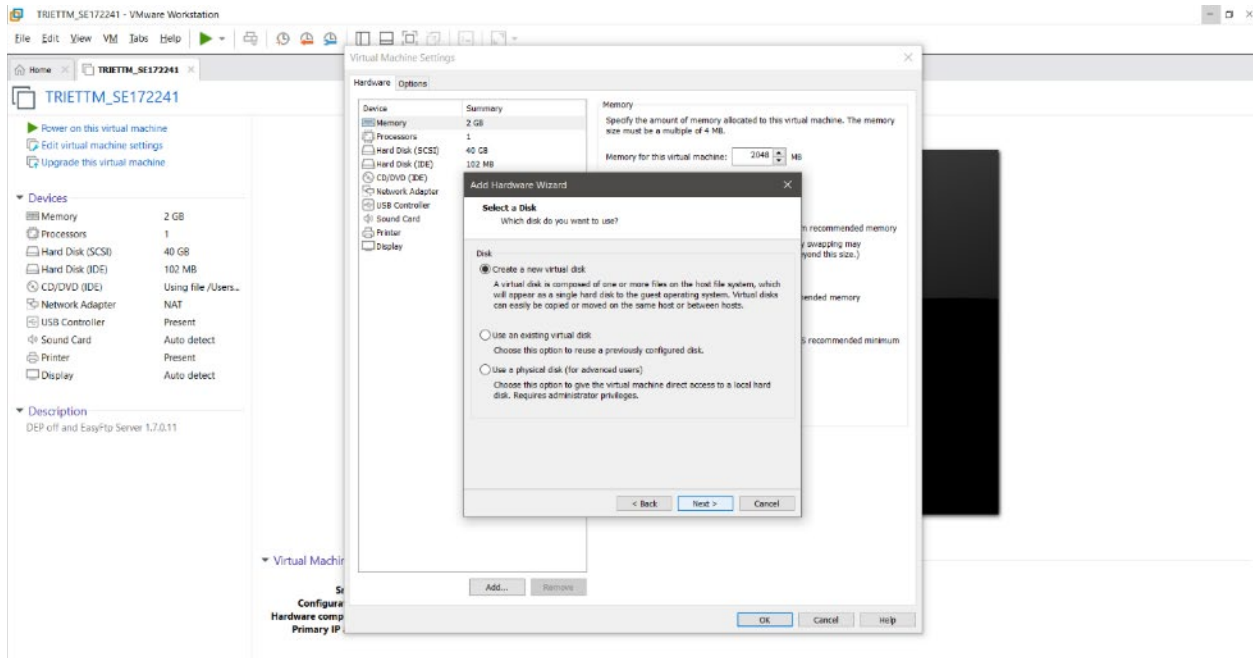 TRIETTM_SE172241 - VMware Workstation
File Edit View VM Tabs Help
Home
TRIETTM_SE172241
TRIETTM_SE172241
Power on this virtual machine
Edit virtual machine settings
Upgrade this virtual machine
Devices
Memory 2 GB
Processors 1
Hard Disk (SCSI) 40 GB
Hard Disk (IDE) 102 MB
CD/DVD (IDE) Using file /Users...
Network Adapter NAT
USB Controller Present
Sound Card Auto detect
Printer Present
Display Auto detect
Description
DEP off and EasyFtp Server 1.7.0.11
Virtual Machin
Configura
Hardware comp
Primary IP
Virtual Machine Settings
Hardware Options
Device Summary
Memory 2 GB
Processors 1
Hard Disk (SCSI) 40 GB
Hard Disk (IDE) 102 MB
CD/DVD (IDE)
Network Adapter
USB Controller
Sound Card
Printer
Display
Add... Remove
Memory
Specify the amount of memory allocated to this virtual machine. The memory
size must be a multiple of 4 MB.
Memory for this virtual machine: 2048 MB
recommended memory
swapping may
yond this size.)
ended memory
recommended minimum
OK Cancel Help
Add Hardware Wizard
Select a Disk
Which disk do you want to use?
Disk
Create a new virtual disk
A virtual disk is composed of one or more files on the host file system, which
will appear as a single hard disk to the guest operating system. Virtual disks
can easily be copied or moved on the same host or between hosts.
Use an existing virtual disk
Choose this option to reuse a previously configured disk.
Use a physical disk (for advanced users)
Choose this option to give the virtual machine direct access to a local hard
disk. Requires administrator privileges.
< Back Next > Cancel